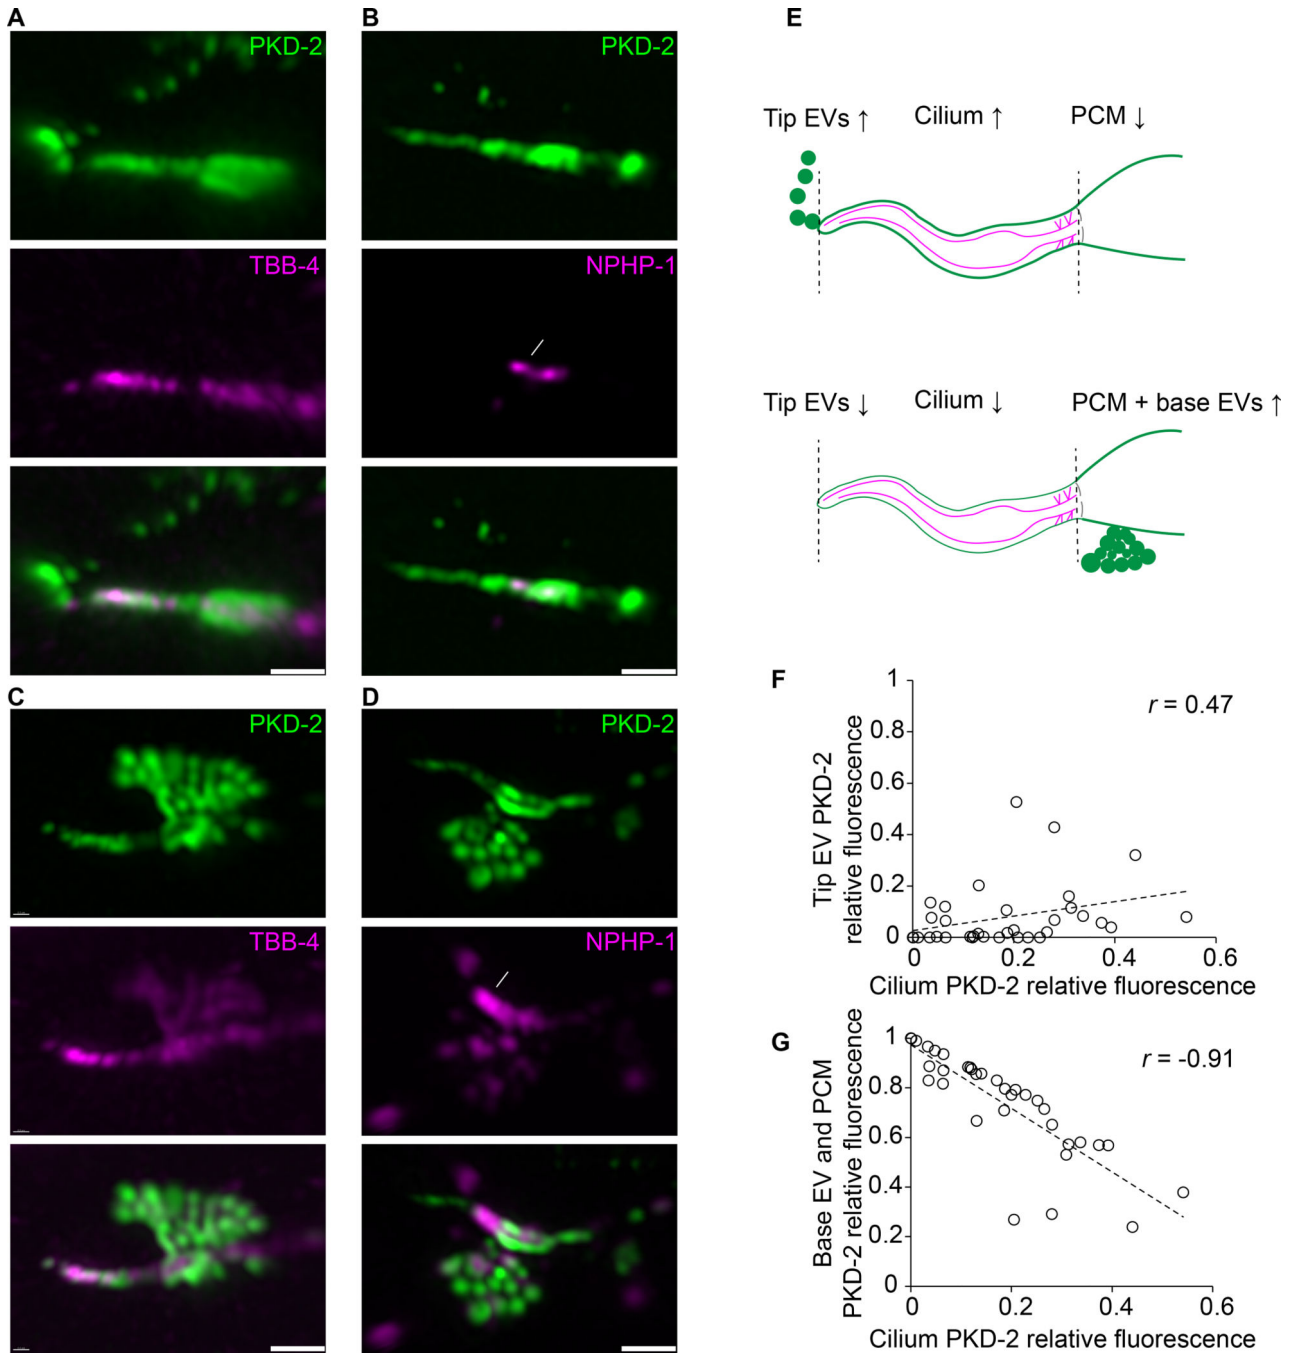 A
PKD-2
TBB-4
B
PKD-2
NPHP-1
C
PKD-2
TBB-4
D
PKD-2
NPHP-1
E
Tip EVs ↑ Cilium ↑ PCM ↓
Tip EVs ↓ Cilium ↓ PCM + base EVs ↑
F
r = 0.47
Tip EV PKD-2
relative fluorescence
1
0.8
0.6
0.4
0.2
0
0 0.2 0.4 0.6
Cilium PKD-2 relative fluorescence
G
r = -0.91
Base EV and PCM
PKD-2 relative fluorescence
1
0.8
0.6
0.4
0.2
0
0 0.2 0.4 0.6
Cilium PKD-2 relative fluorescence